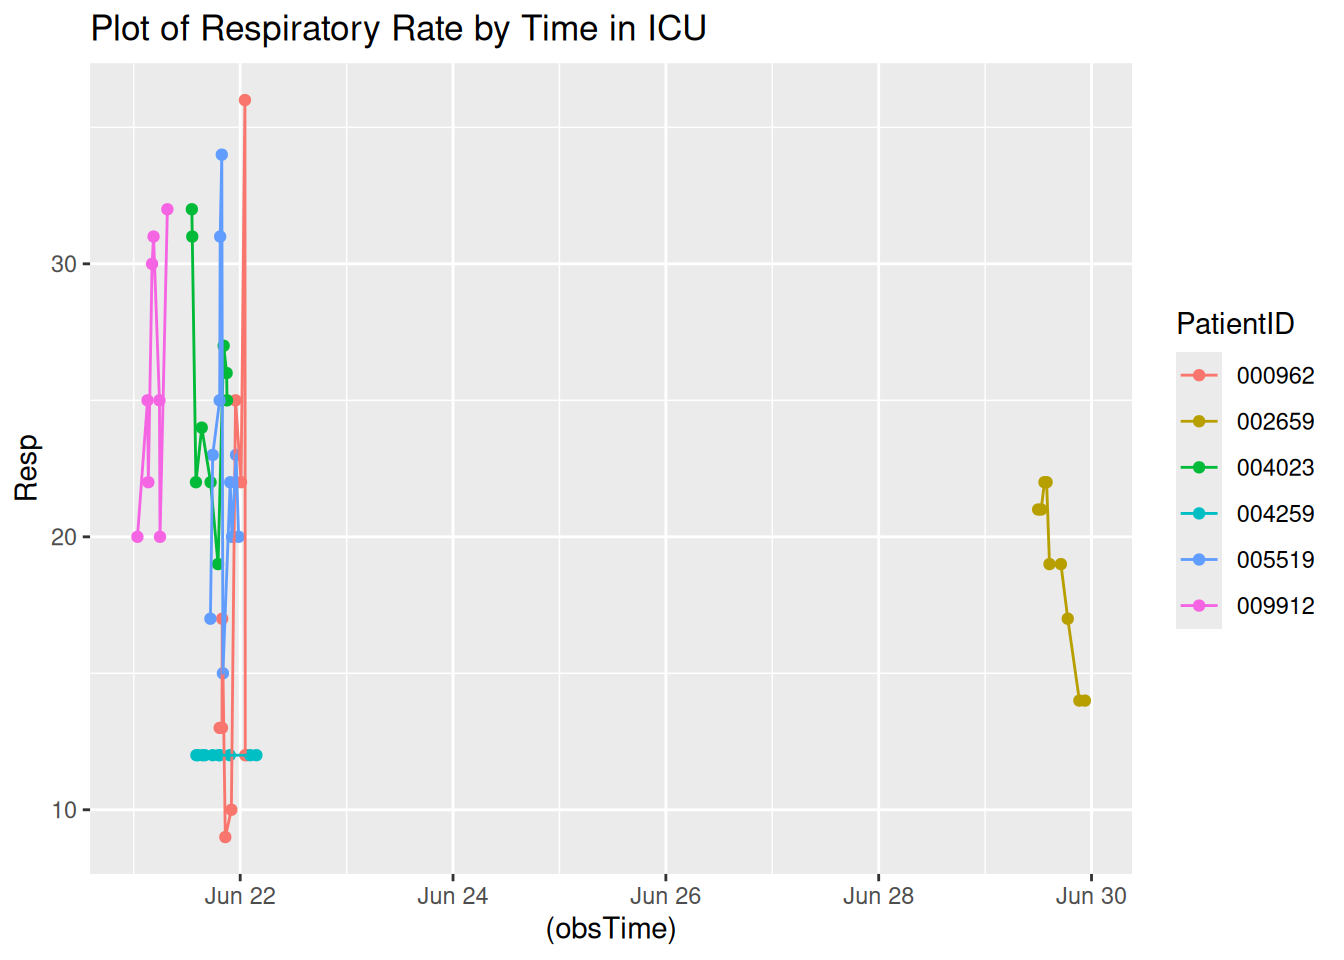 Plot of Respiratory Rate by Time in ICU
Resp
30
20
10
Jun 22
Jun 24
Jun 26
Jun 28
Jun 30
(obsTime)
PatientID
000962
002659
004023
004259
005519
009912